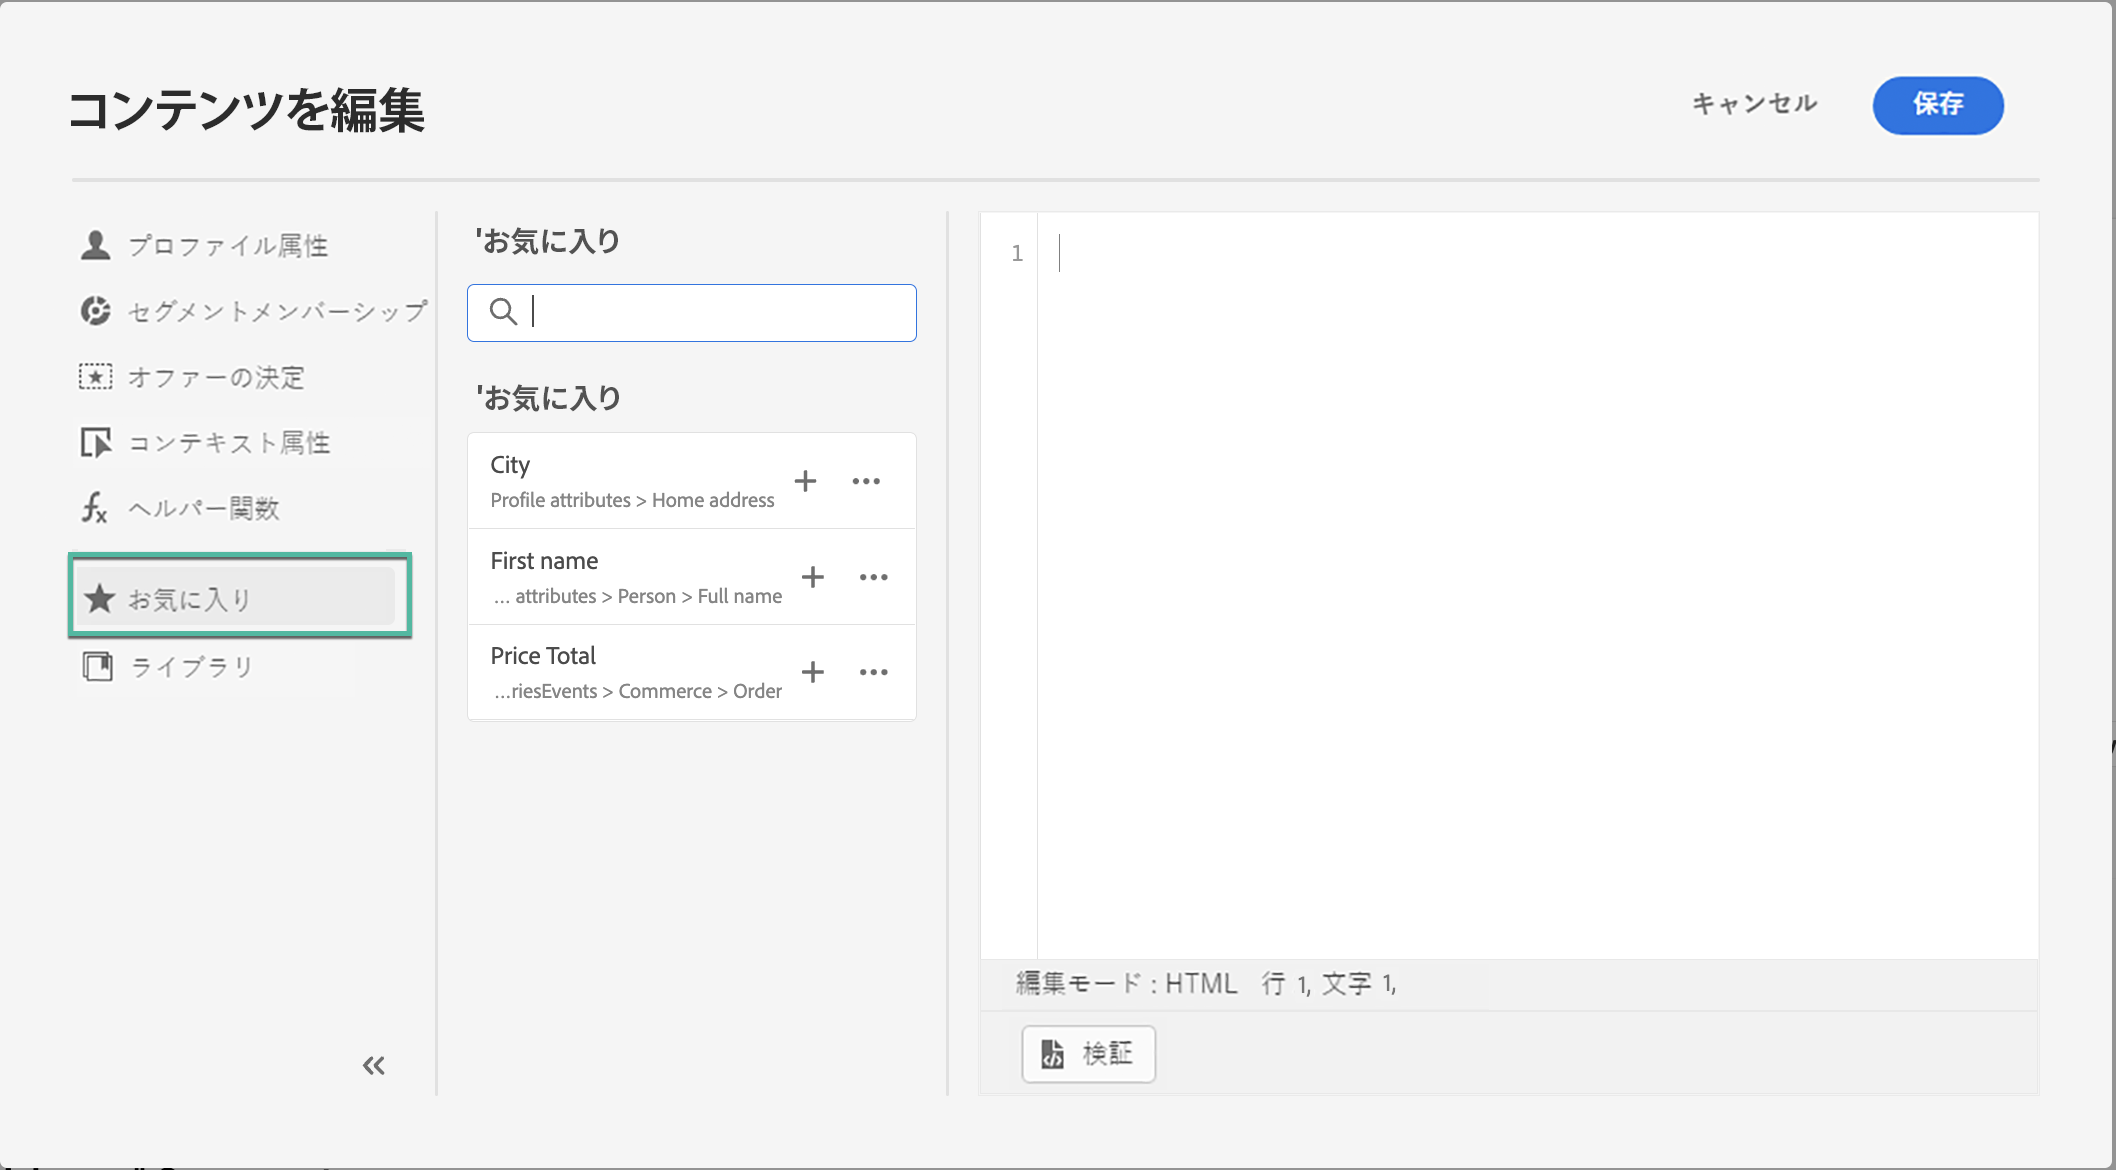 コンテンツを編集
キャンセル
保存
プロファイル属性
セグメントメンバーシップ
オファーの決定
コンテキスト属性
ヘルパー関数
お気に入り
ライブラリ
'お気に入り
'お気に入り
City
Profile attributes > Home address
First name
... attributes > Person > Full name
Price Total
...riesEvents > Commerce > Order
1
編集モード : HTML 行 1, 文字 1,
検証